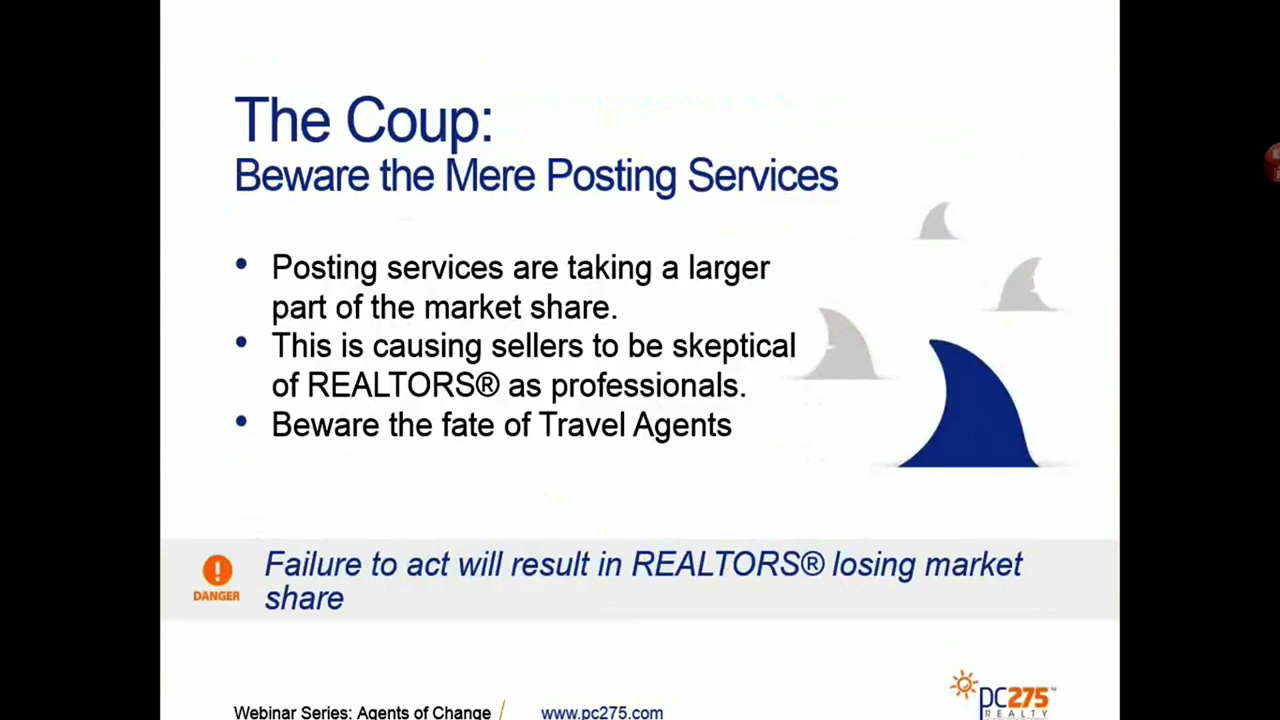 The Coup:
Beware the Mere Posting Services
• Posting services are taking a larger
part of the market share.
• This is causing sellers to be skeptical
of REALTORS® as professionals.
• Beware the fate of Travel Agents
Failure to act will result in REALTORS® losing market
share
DANGER
Webinar Series: Agents of Change
www.pc275.com
pc275™
REALTY